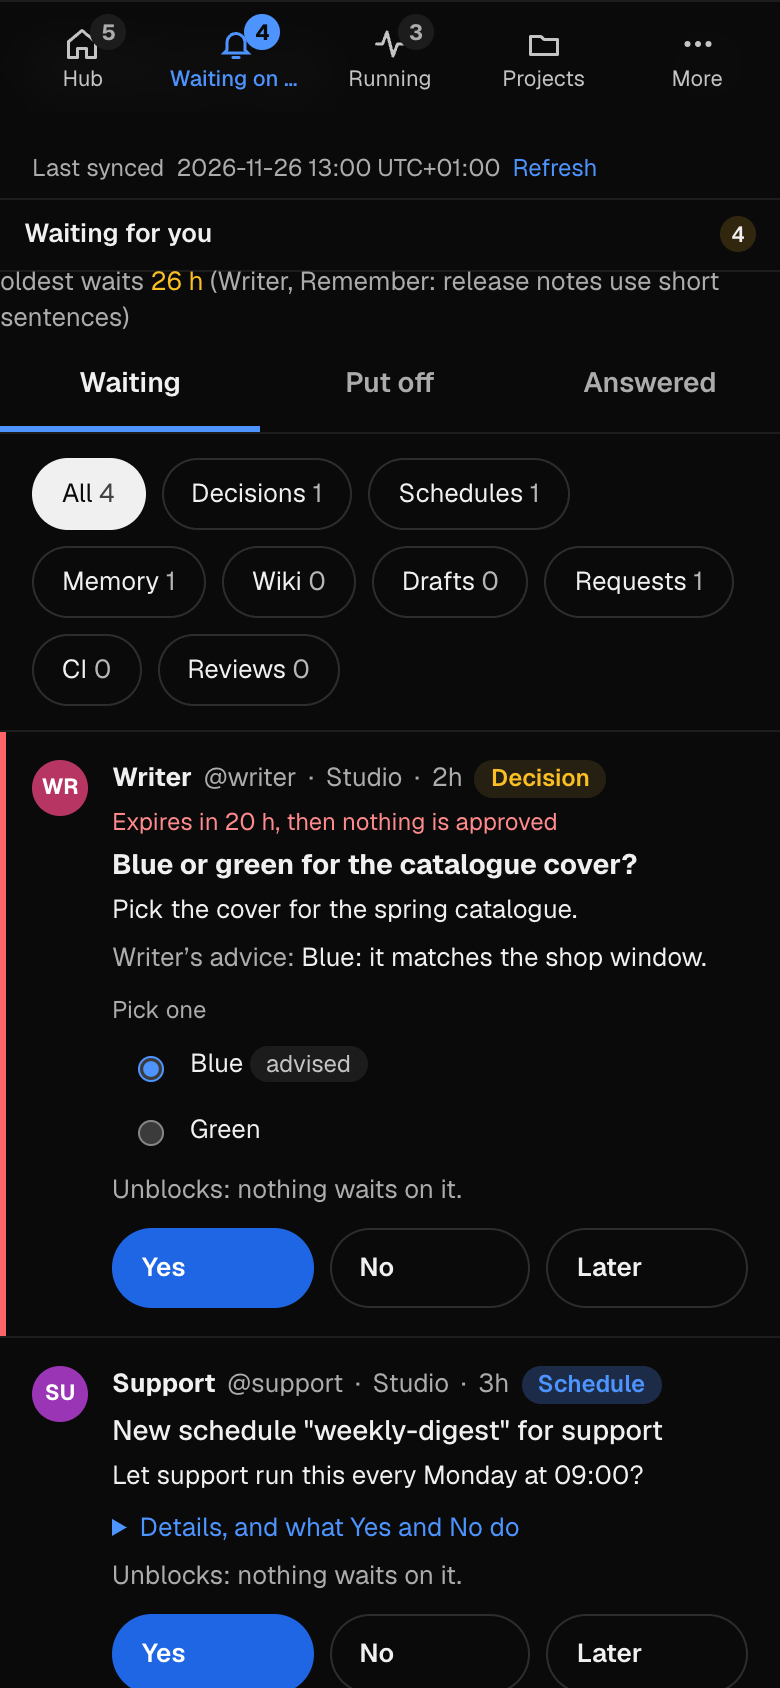 5
Hub
4
Waiting on ...
3
Running
Projects
More
Last synced 2026-11-26 13:00 UTC+01:00 Refresh
Waiting for you 4
oldest waits 26 h (Writer, Remember: release notes use short
sentences)
Waiting Put off Answered
All 4 Decisions 1 Schedules 1
Memory 1 Wiki 0 Drafts 0 Requests 1
CI 0 Reviews 0
WR Writer @writer · Studio · 2h Decision
Expires in 20 h, then nothing is approved
Blue or green for the catalogue cover?
Pick the cover for the spring catalogue.
Writer’s advice: Blue: it matches the shop window.
Pick one
Blue advised
Green
Unblocks: nothing waits on it.
Yes No Later
SU Support @support · Studio · 3h Schedule
New schedule "weekly-digest" for support
Let support run this every Monday at 09:00?
Details, and what Yes and No do
Unblocks: nothing waits on it.
Yes No Later